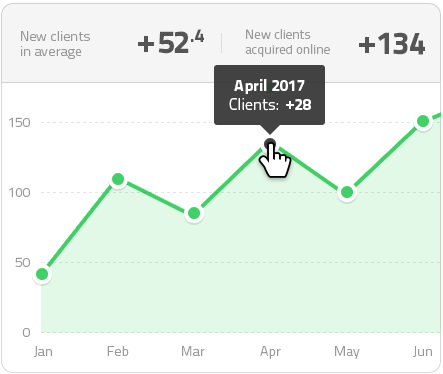 New clients
in average
+52.4
New clients
acquired online
+134
April 2017
Clients: +28
150
100
50
0
Jan Feb Mar Apr May Jun